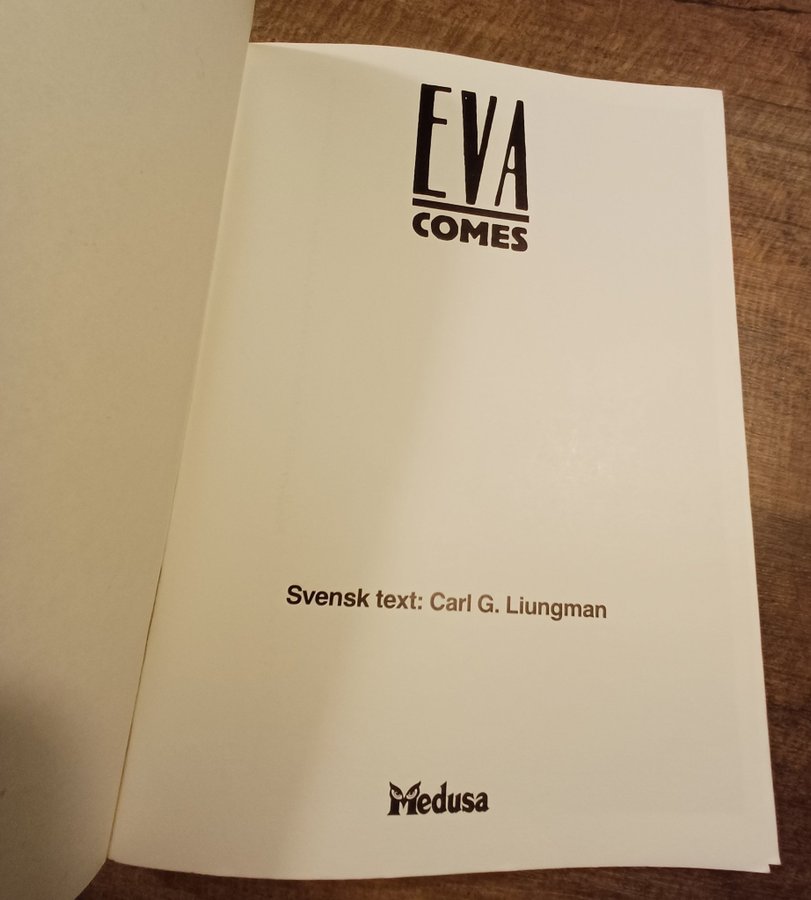 EVA
COMES
Svensk text: Carl G. Liungman
Medusa